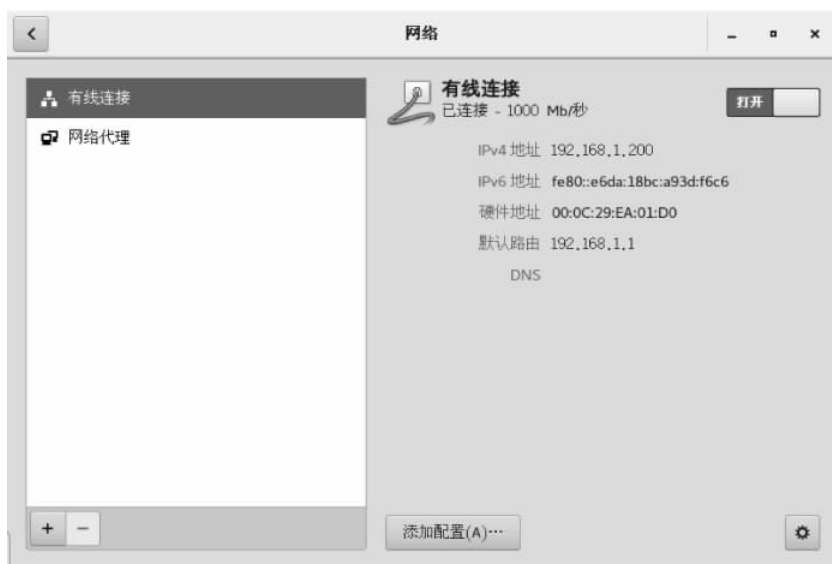 网络
有线连接
网络代理
有线连接
已连接 - 1000 Mb/秒
打开
IPv4 地址 192.168.1.200
IPv6 地址 fe80::e6da:18bc:a93d:f6c6
硬件地址 00:0C:29:EA:01:D0
默认路由 192.168.1.1
DNS
添加配置(A)…